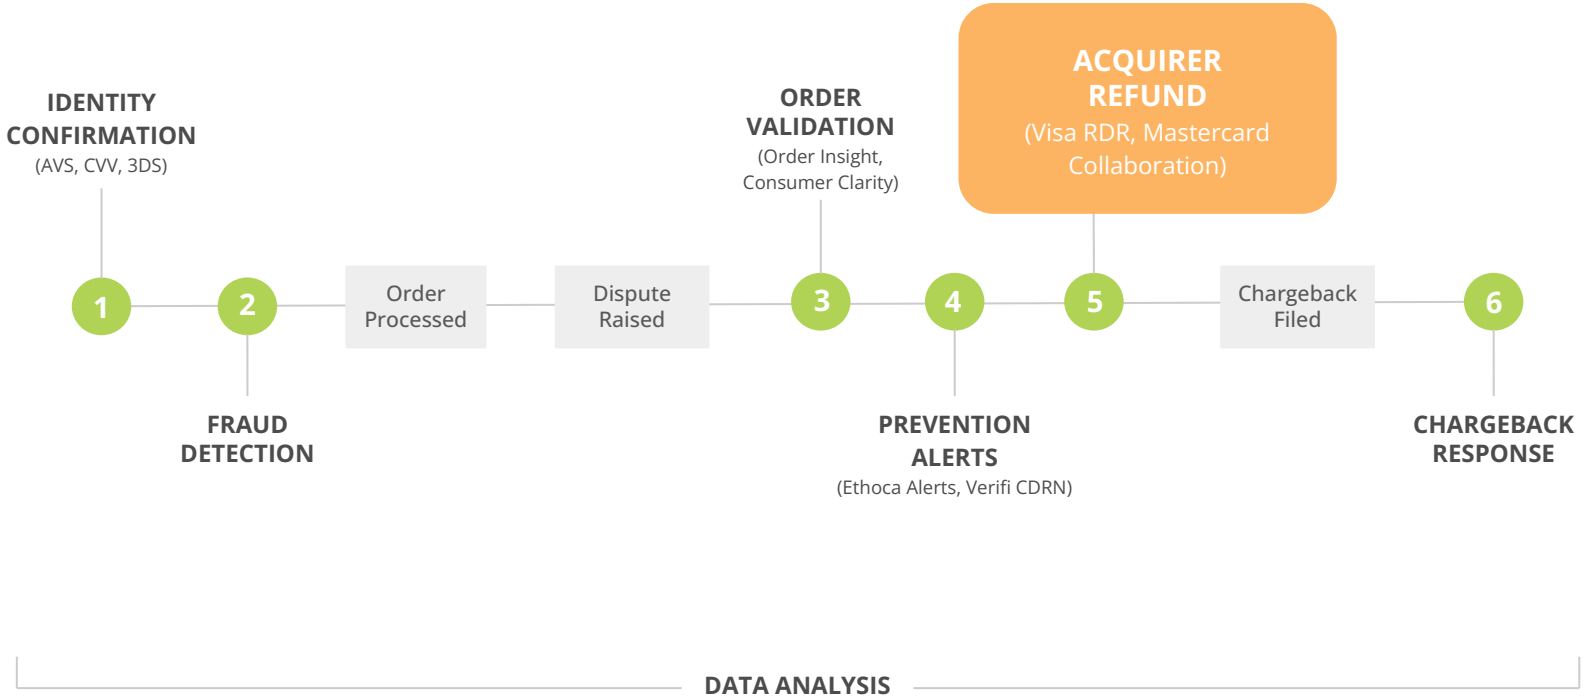 IDENTITY
CONFIRMATION
(AVS, CVV, 3DS)
1
2
FRAUD
DETECTION
Order
Processed
Dispute
Raised
ORDER
VALIDATION
(Order Insight,
Consumer Clarity)
3
4
PREVENTION
ALERTS
(Ethoca Alerts, Verifi CDRN)
ACQUIRER
REFUND
(Visa RDR, Mastercard
Collaboration)
5
Chargeback
Filed
6
CHARGEBACK
RESPONSE
DATA ANALYSIS